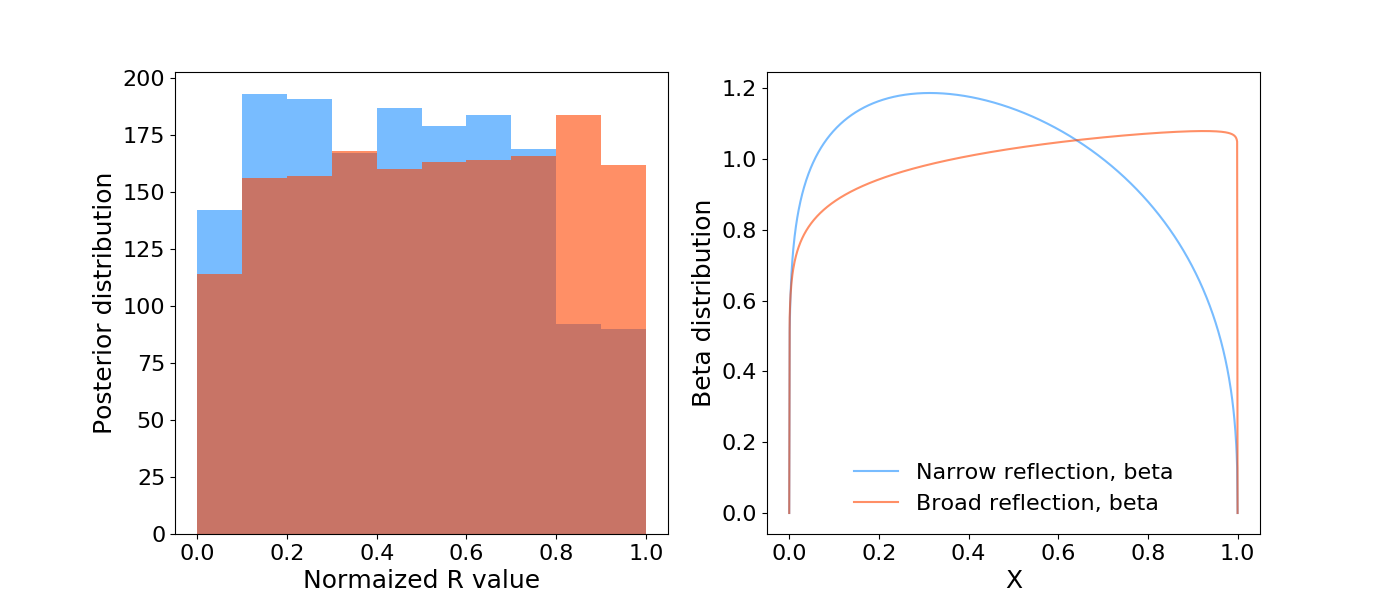 Posterior distribution
200
175
150
125
100
75
50
25
0
0.0 0.2 0.4 0.6 0.8 1.0
Normaized R value
Beta distribution
1.2
1.0
0.8
0.6
0.4
0.2
0.0
Narrow reflection, beta
Broad reflection, beta
0.0 0.2 0.4 0.6 0.8 1.0
X